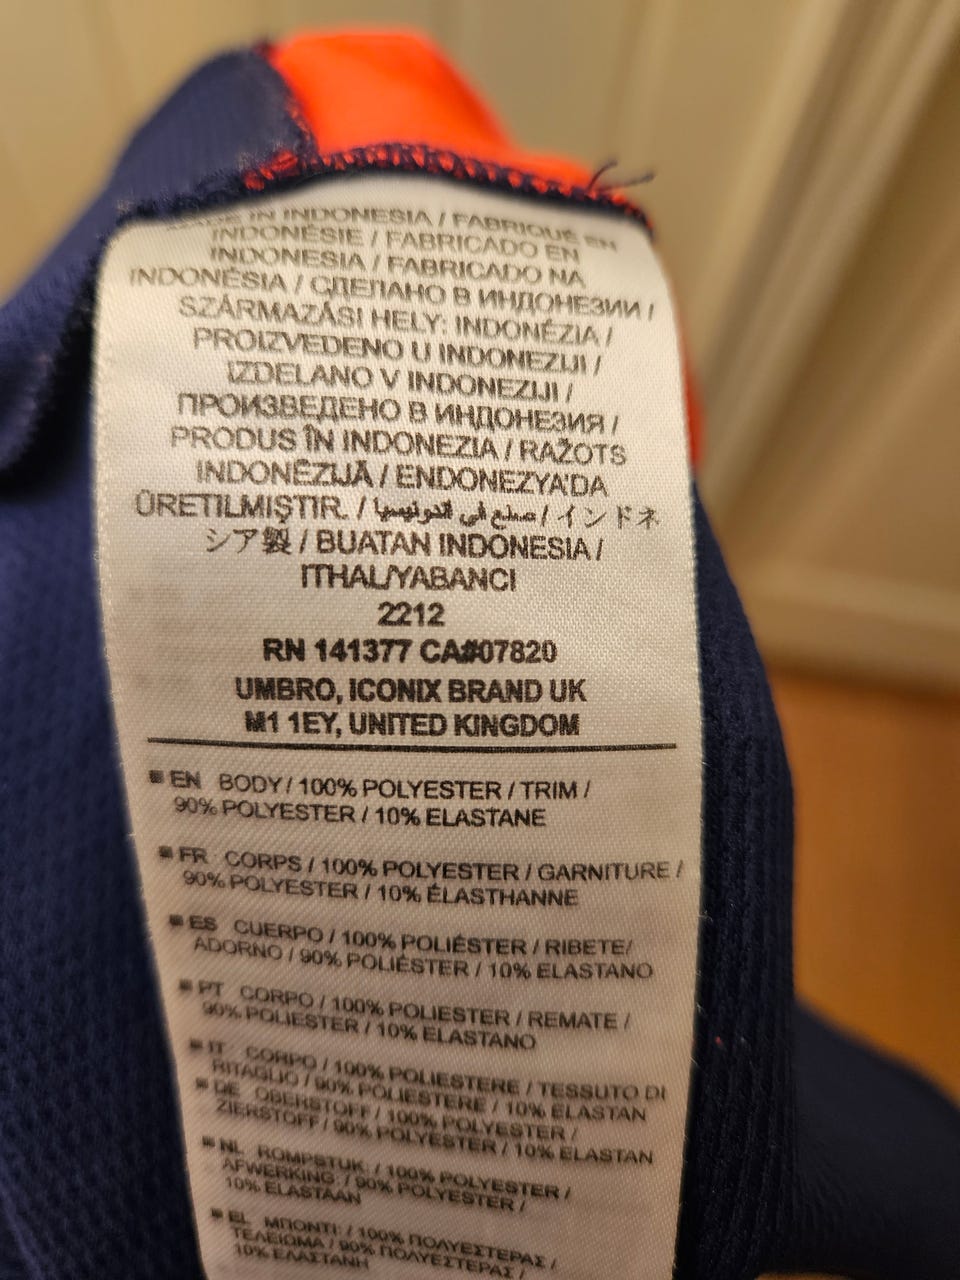 MADE IN INDONESIA / FABRIQUÉ EN
INDONÉSIE / FABRICADO EN
INDONESIA / FABRICADO NA
INDONÉSIA / СДЕЛАНО В ИНДОНЕЗИИ /
SZÁRMAZÁSI HELY: INDONÉZIA /
PROIZVEDENO U INDONEZIJI /
IZDELANO V INDONEZIJI /
ПРОИЗВЕДЕНО В ИНДОНЕЗИЯ /
PRODUS ÎN INDONEZIA / RAŽOTS
INDONĒZIJĀ / ENDONEZYA'DA
ÜRETILMIŞTIR. / صنع في اندونيسيا / インドネ
シア製 / BUATAN INDONESIA /
ITHAL/YABANCI
2212
RN 141377 CA#07820
UMBRO, ICONIX BRAND UK
M1 1EY, UNITED KINGDOM
EN BODY / 100% POLYESTER / TRIM /
90% POLYESTER / 10% ELASTANE
FR CORPS / 100% POLYESTER / GARNITURE /
90% POLYESTER / 10% ÉLASTHANNE
ES CUERPO / 100% POLIÉSTER / RIBETE/
ADORNO / 90% POLIÉSTER / 10% ELASTANO
PT CORPO / 100% POLIÉSTER / REMATE /
90% POLIÉSTER / 10% ELASTANO
IT CORPO / 100% POLIESTERE / TESSUTO DI
RITAGLIO / 90% POLIESTERE / 10% ELASTAN
DE OBERSTOFF / 100% POLYESTER /
ZIERSTOFF / 90% POLYESTER / 10% ELASTAN
NL ROMPSTUK: / 100% POLYESTER /
AFWERKING: / 90% POLYESTER /
10% ELASTAAN
EL ΜΠΟΝΤΙ: / 100% ΠΟΛΥΕΣΤΕΡΑΣ /
ΤΕΛΕΙΩΜΑ / 90% ΠΟΛΥΕΣΤΕΡΑΣ /
10% ΕΛΑΣΤΑΝΗ